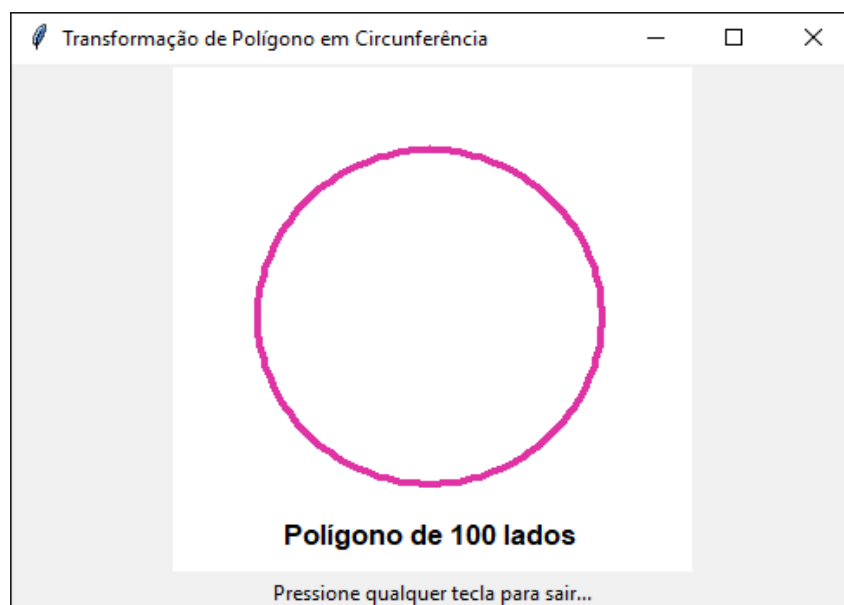 Transformação de Polígono em Circunferência
Polígono de 100 lados
Pressione qualquer tecla para sair...